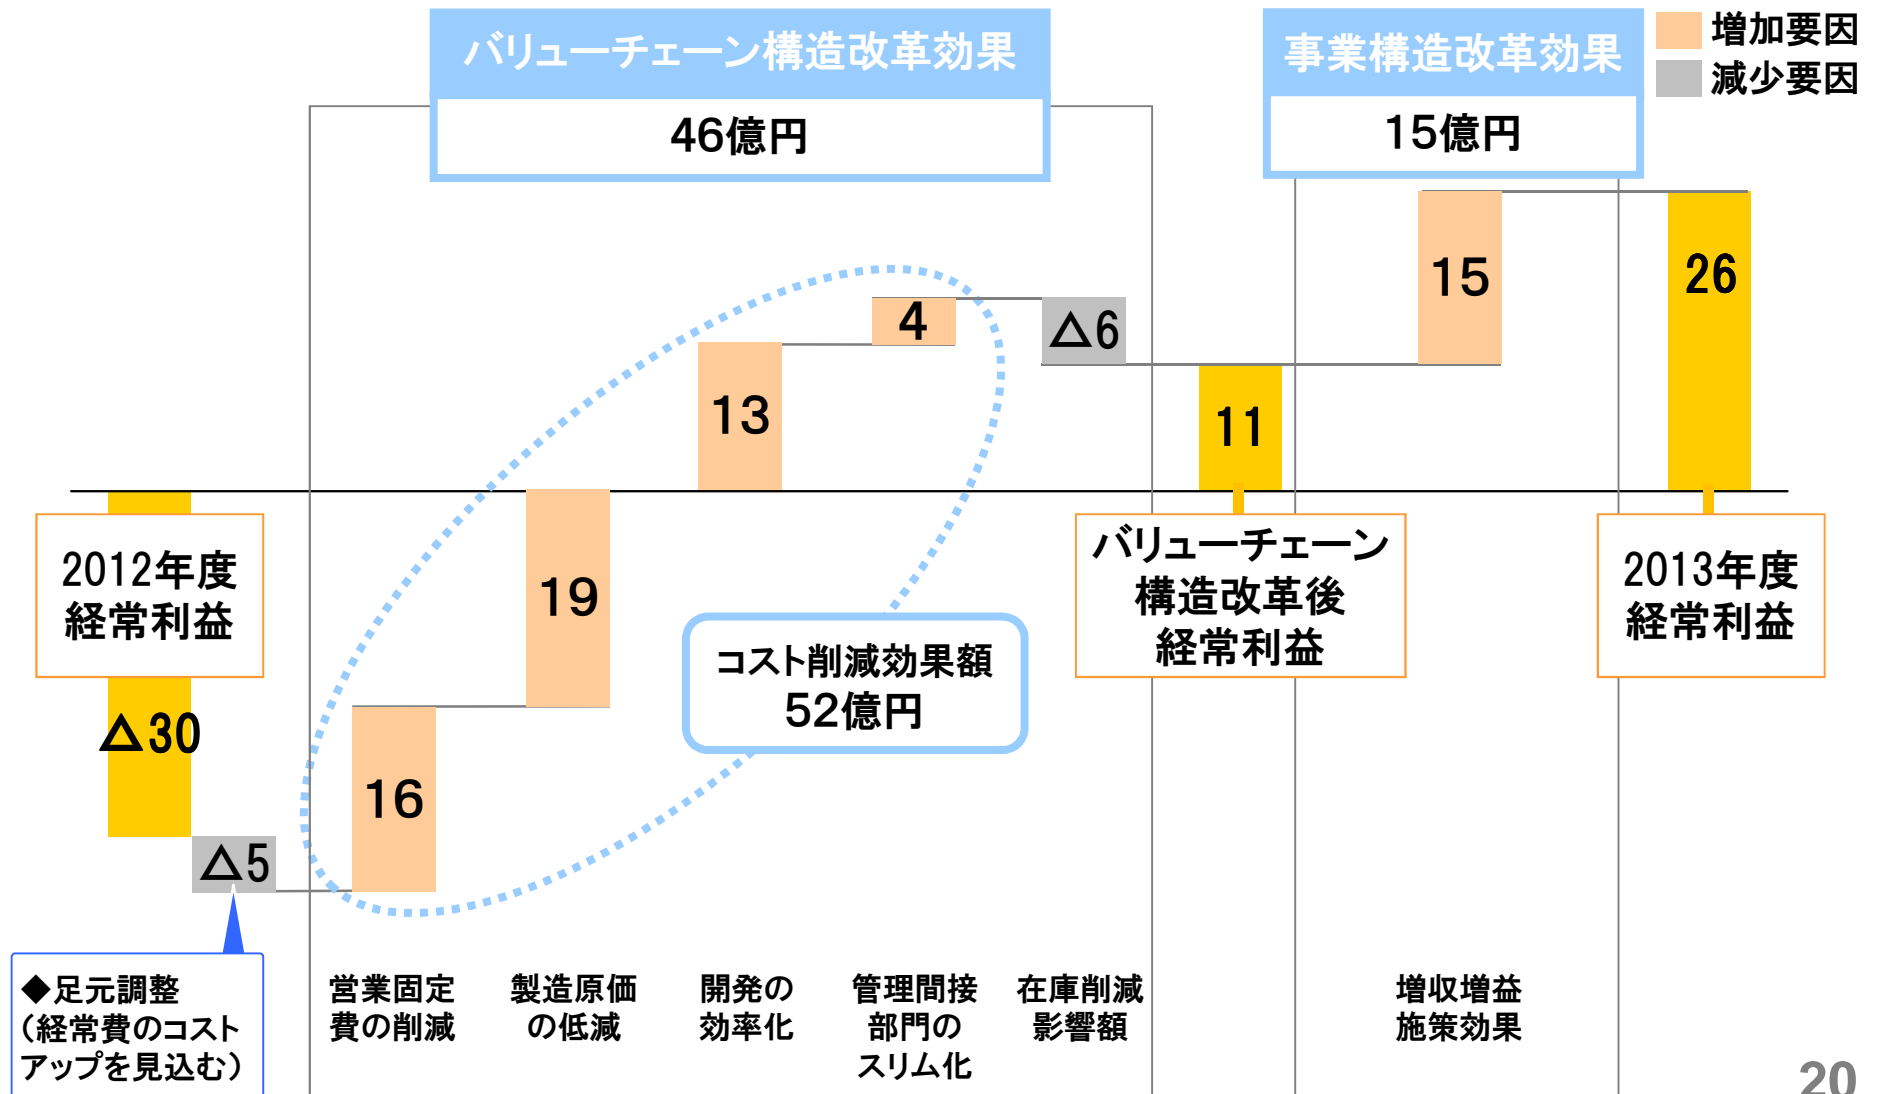 バリューチェーン構造改革効果
46億円
事業構造改革効果
15億円
増加要因
減少要因
15
26
4
△6
13
11
2012年度
経常利益
19
バリューチェーン
構造改革後
経常利益
2013年度
経常利益
コスト削減効果額
52億円
△30
16
△5
◆足元調整
(経常費のコスト
アップを見込む)
営業固定
費の削減
製造原価
の低減
開発の
効率化
管理間接
部門の
スリム化
在庫削減
影響額
増収増益
施策効果
20